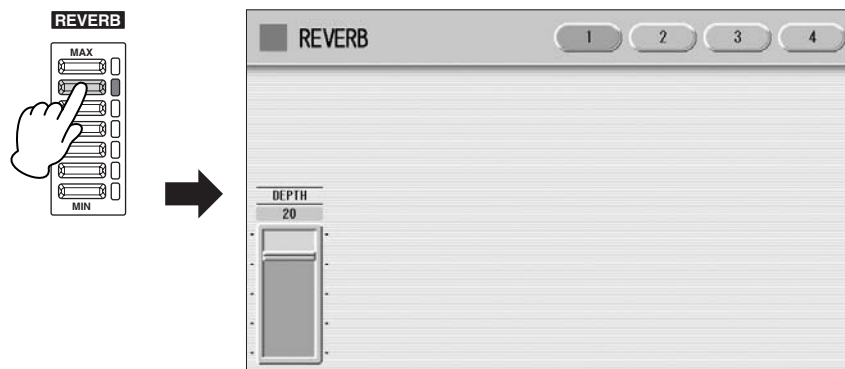 REVERB
MAX
MIN
REVERB
1 2 3 4
DEPTH
20